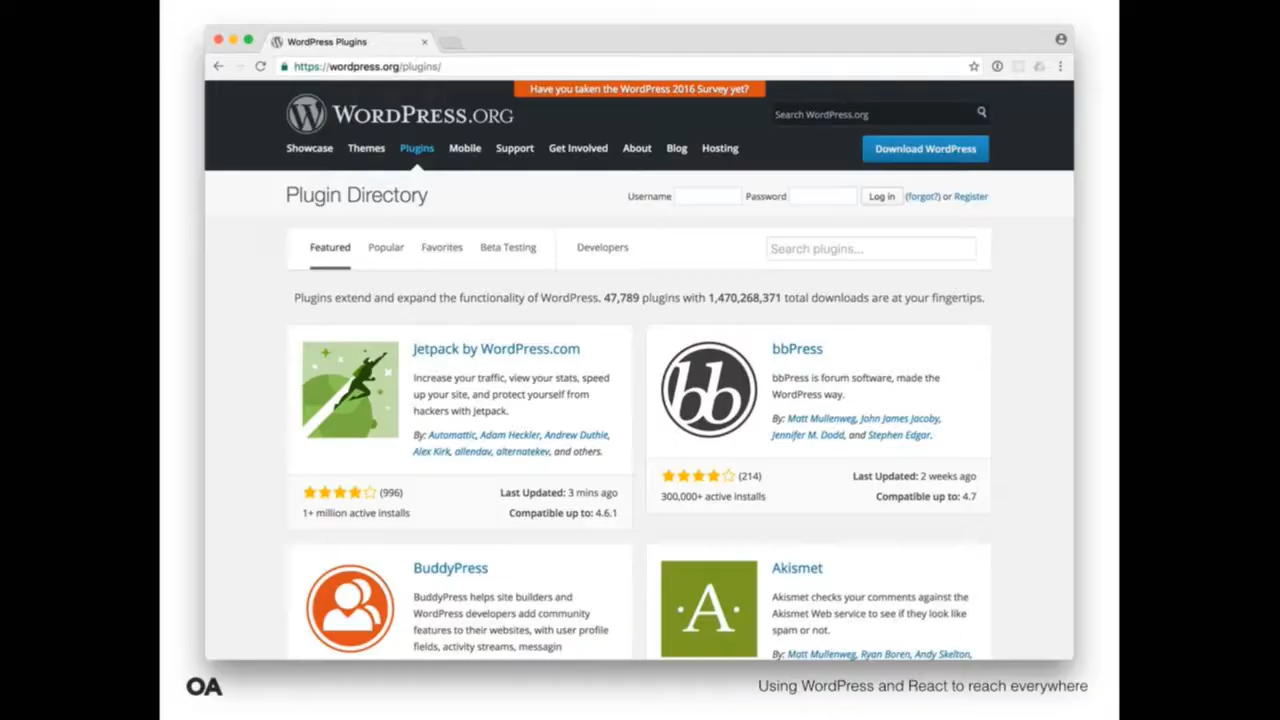 WordPress Plugins
https://wordpress.org/plugins/
Have you taken the WordPress 2016 Survey yet?
WORDPRESS.ORG
Search WordPress.org
Showcase Themes Plugins Mobile Support Get Involved About Blog Hosting
Download WordPress
Plugin Directory
Username Password Log in (forgot?) or Register
Featured Popular Favorites Beta Testing Developers
Search plugins...
Plugins extend and expand the functionality of WordPress. 47,789 plugins with 1,470,268,371 total downloads are at your fingertips.
Jetpack by WordPress.com
Increase your traffic, view your stats, speed
up your site, and protect yourself from
hackers with Jetpack.
By: Automattic, Adam Heckler, Andrew Duthie,
Alex Kirk, allendav, alternatekev, and others.
(996)
Last Updated: 3 mins ago
1+ million active installs
Compatible up to: 4.6.1
bb
bbPress
bbPress is forum software, made the
WordPress way.
By: Matt Mullenweg, John James Jacoby,
Jennifer M. Dodd, and Stephen Edgar.
(214)
Last Updated: 2 weeks ago
300,000+ active installs
Compatible up to: 4.7
BuddyPress
BuddyPress helps site builders and
WordPress developers add community
features to their websites, with user profile
fields, activity streams, messagin
·A·
Akismet
Akismet checks your comments against the
Akismet Web service to see if they look like
spam or not.
By: Matt Mullenweg, Ryan Boren, Andy Skelton,
OA
Using WordPress and React to reach everywhere